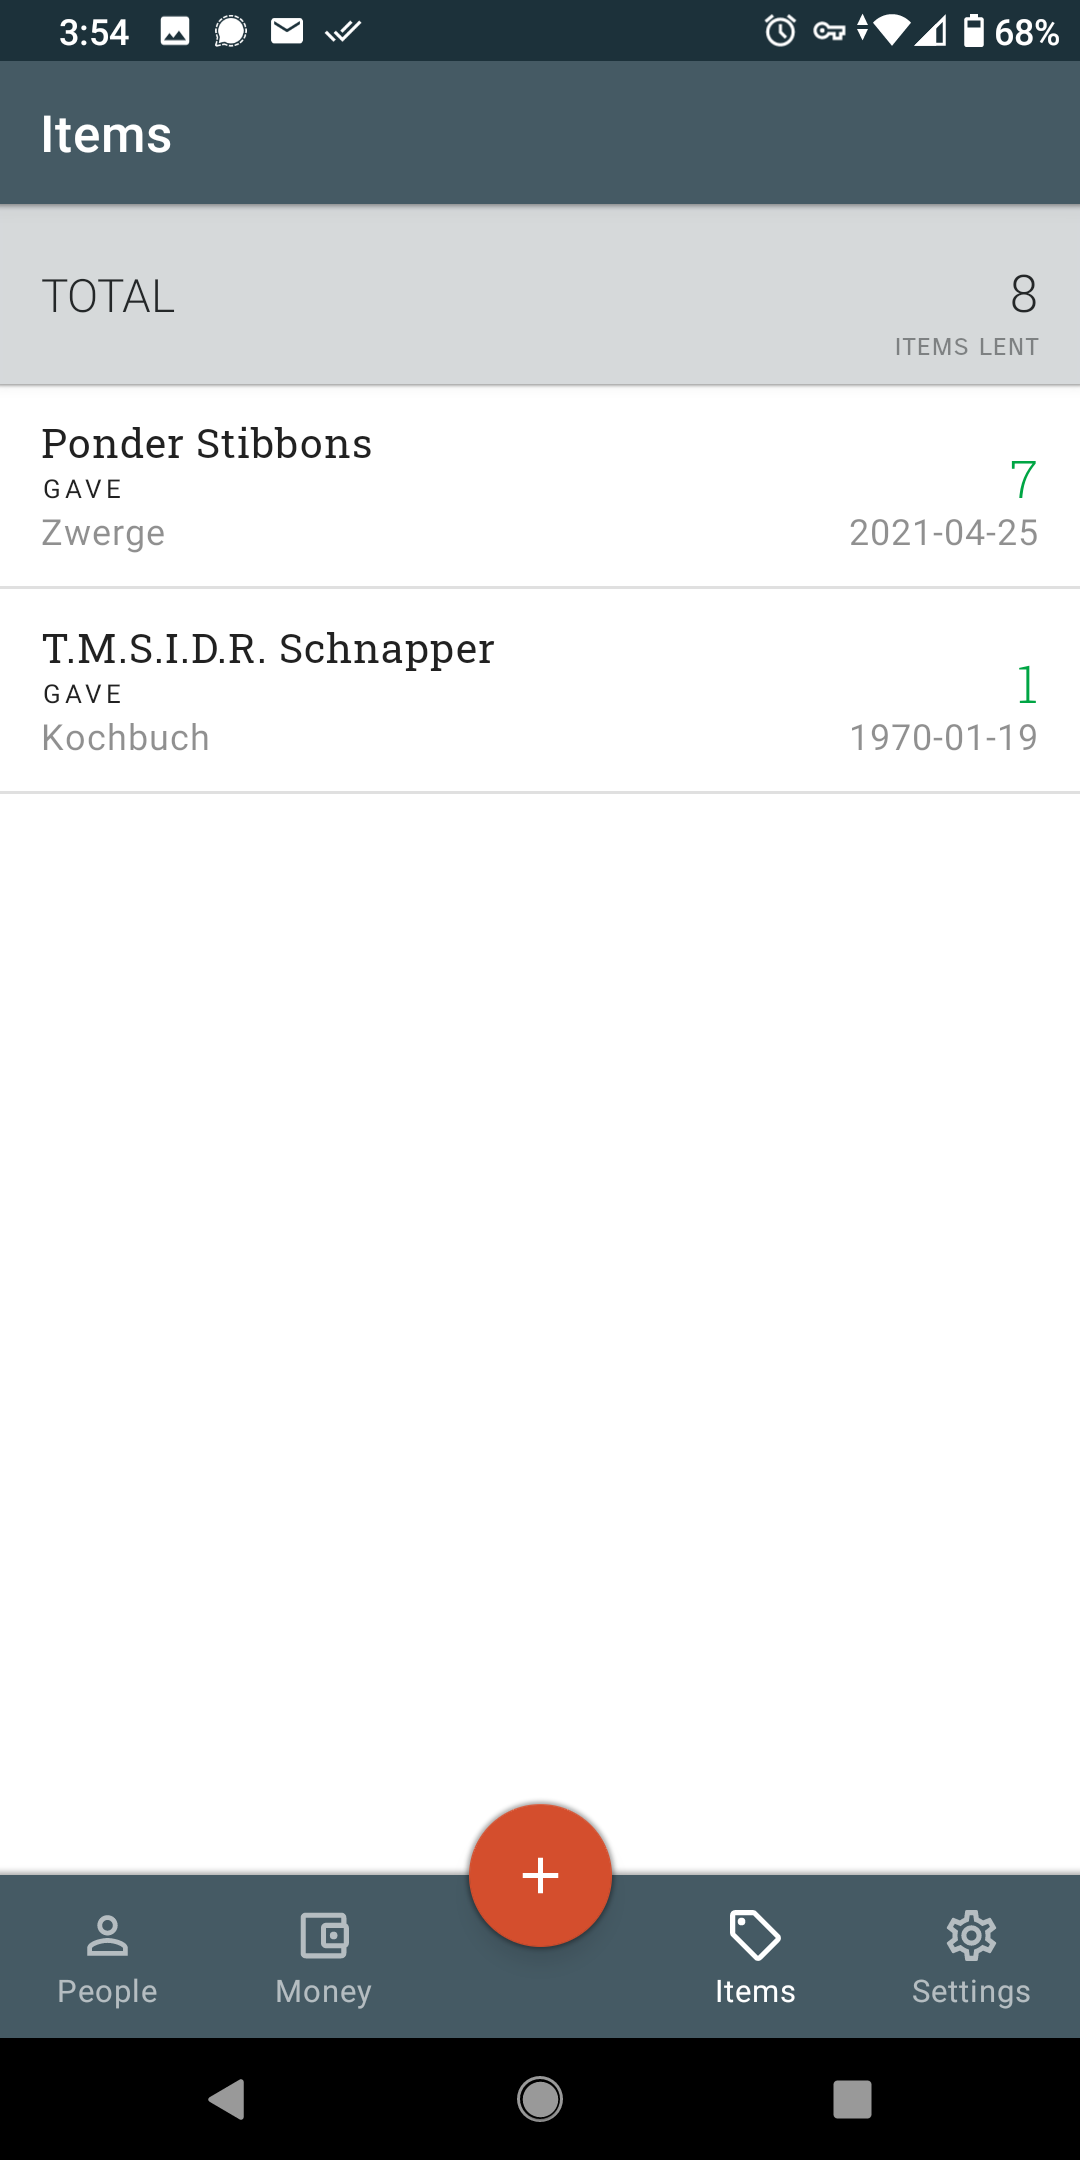 3:54 68%
Items
TOTAL 8
ITEMS LENT
Ponder Stibbons
GAVE 7
Zwerge 2021-04-25
T.M.S.I.D.R. Schnapper
GAVE 1
Kochbuch 1970-01-19
People Money Items Settings